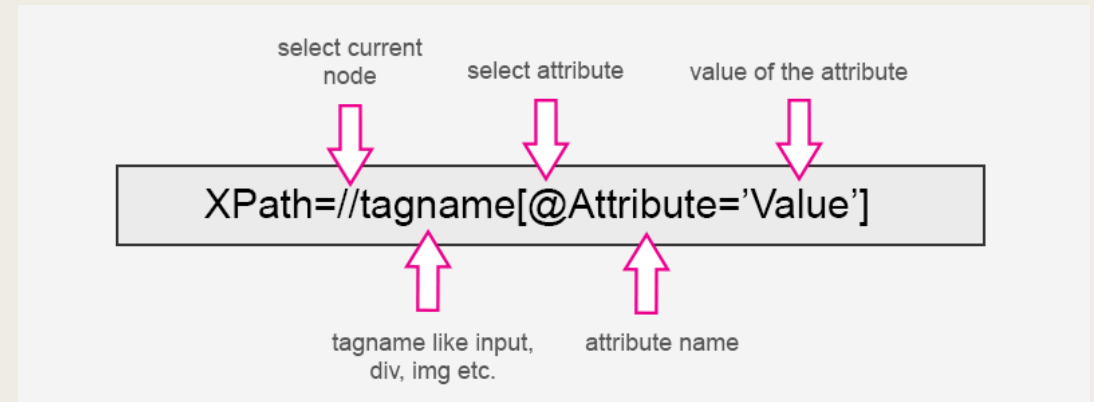 select current
node
select attribute
value of the attribute
XPath=//tagname[@Attribute=’Value’]
tagname like input,
div, img etc.
attribute name